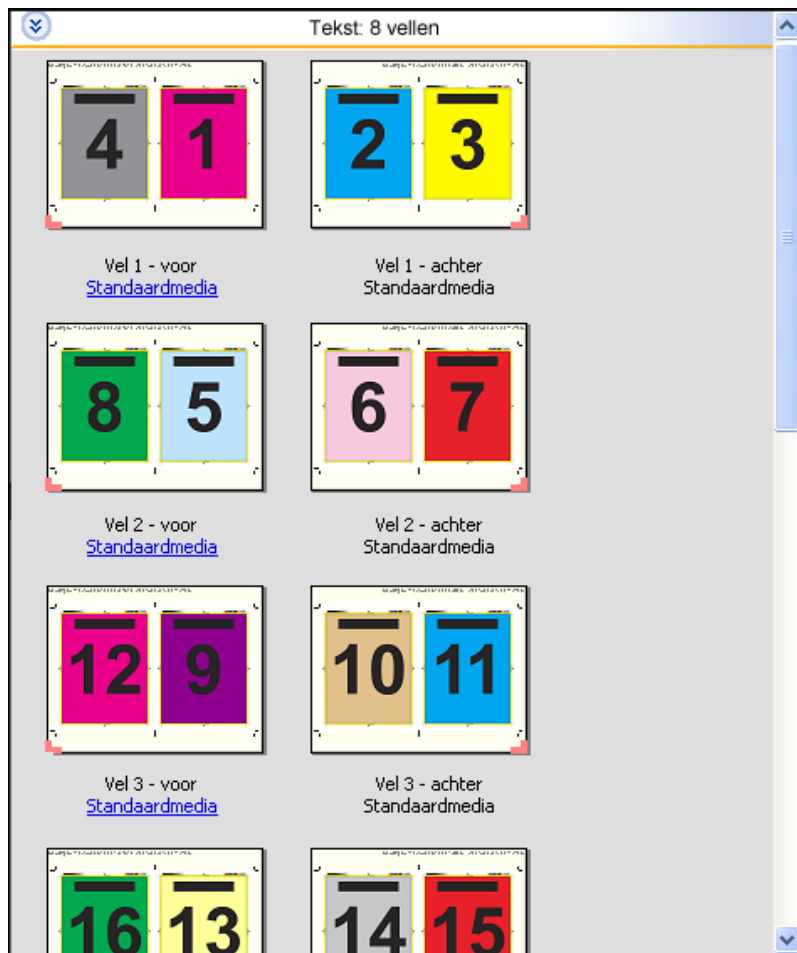 Tekst: 8 vellen
4 1 2 3
Vel 1 - voor Vel 1 - achter
Standaardmedia Standaardmedia
8 5 6 7
Vel 2 - voor Vel 2 - achter
Standaardmedia Standaardmedia
12 9 10 11
Vel 3 - voor Vel 3 - achter
Standaardmedia Standaardmedia
16 13 14 15